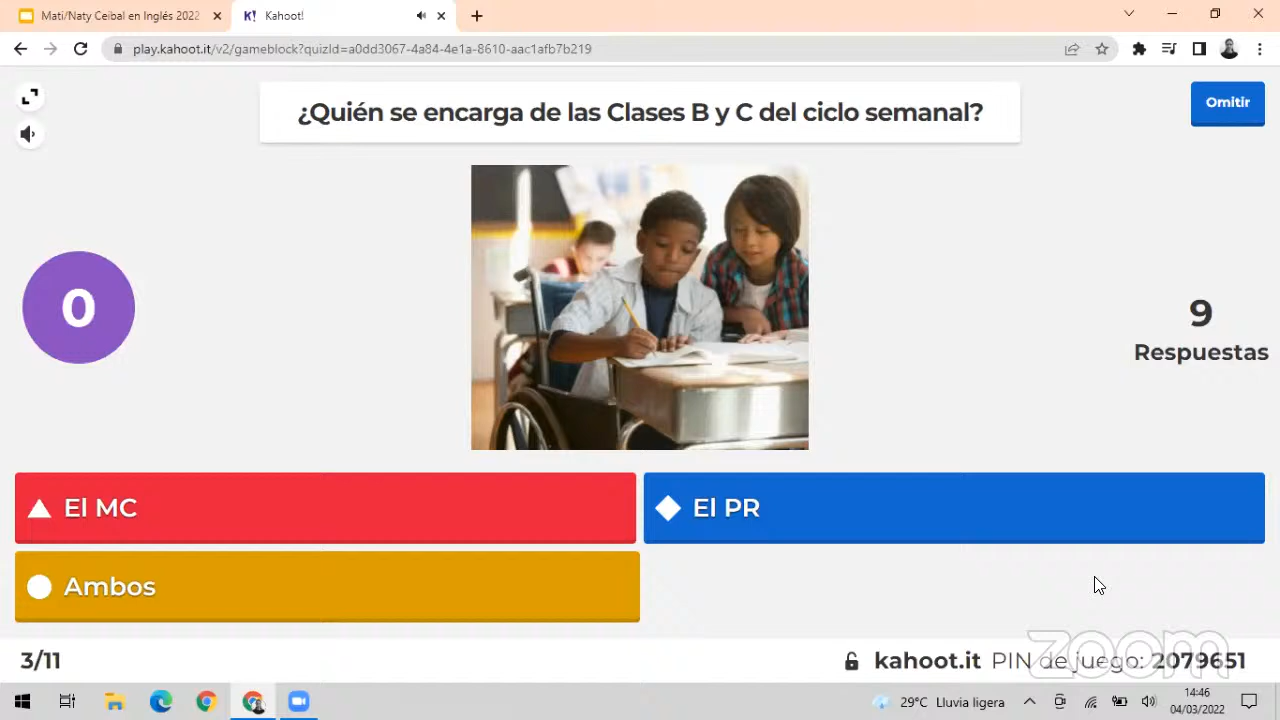 Mati/Naty Ceibal en Inglés 2022
Kahoot!
play.kahoot.it/v2/gameblock?quizId=a0dd3067-4a84-4e1a-8610-aac1afb7b219
¿Quién se encarga de las Clases B y C del ciclo semanal?
Omitir
0
9
Respuestas
El MC
El PR
Ambos
3/11
kahoot.it PIN de juego: 2079651
zoom
29°C Lluvia ligera
14:46
04/03/2022